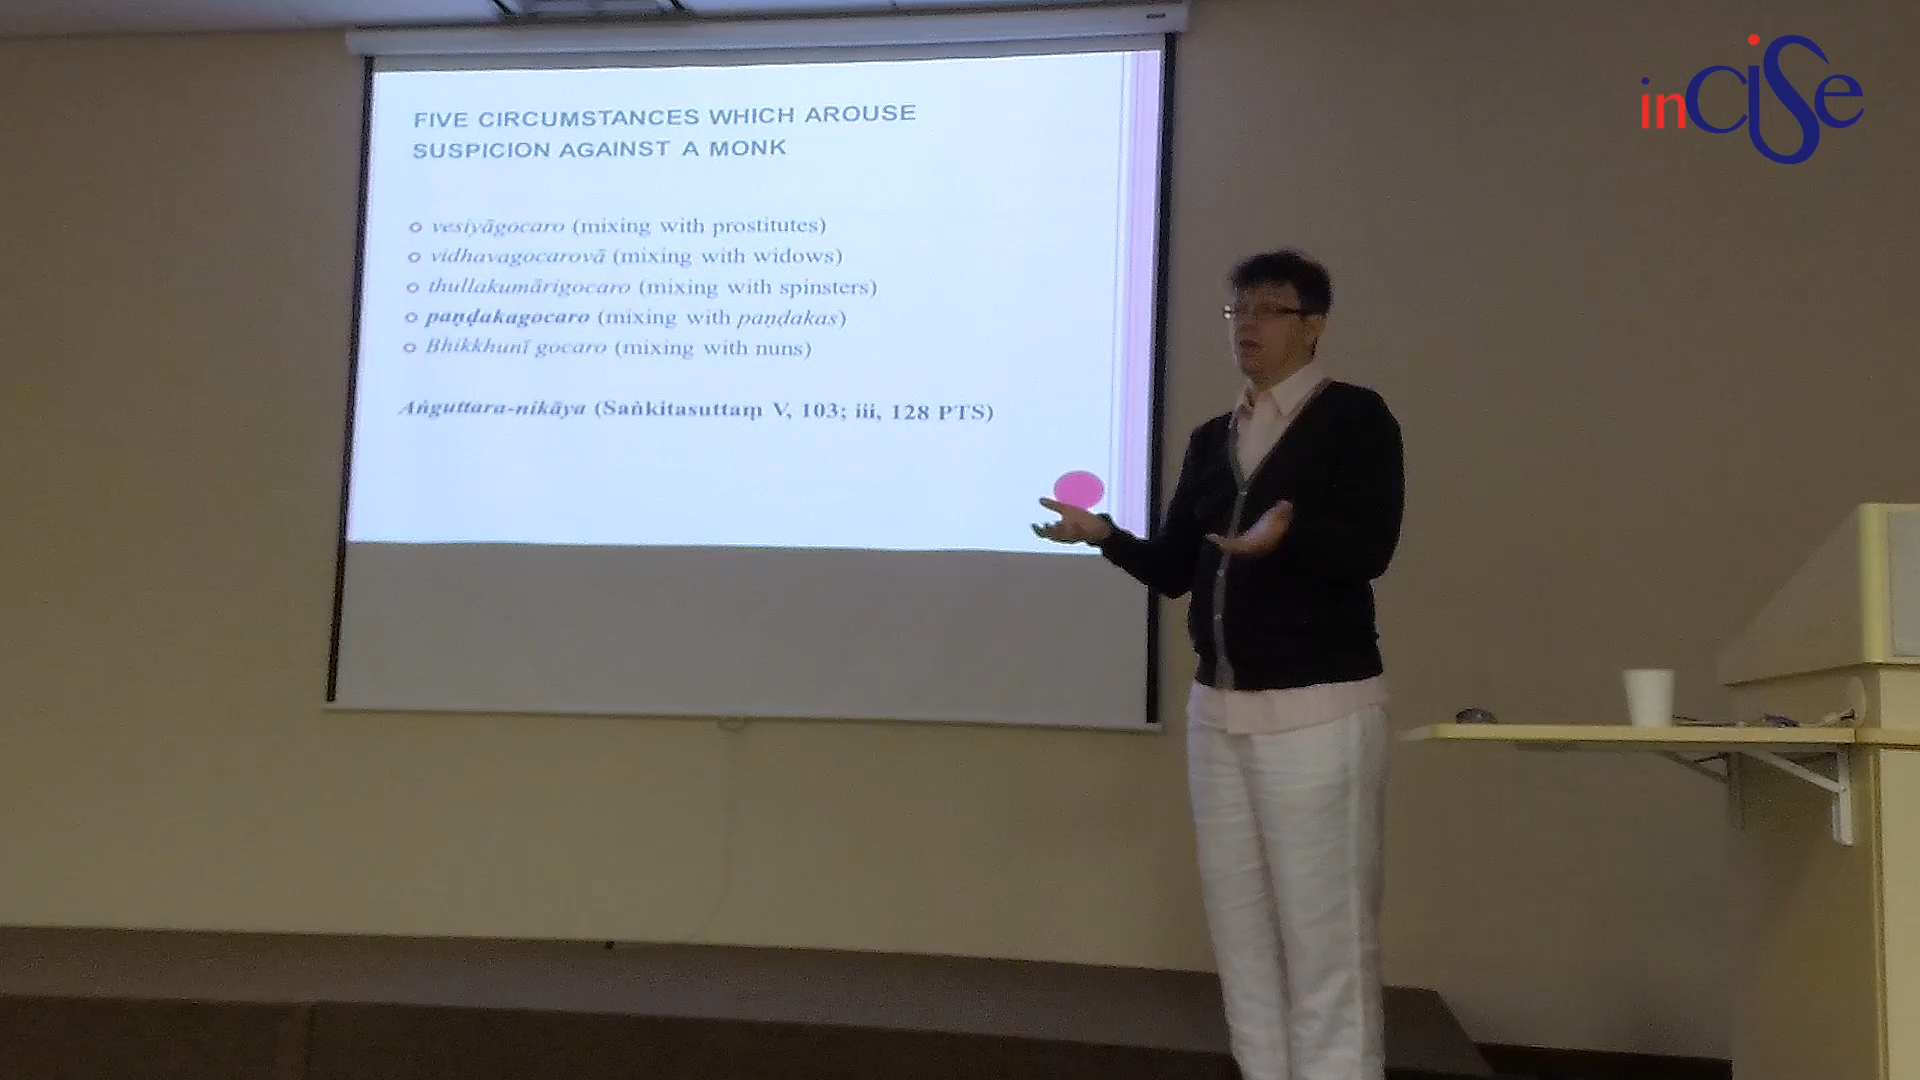 FIVE CIRCUMSTANCES WHICH AROUSE
SUSPICION AGAINST A MONK
vesiyāgocaro (mixing with prostitutes)
vidhavagocarovā (mixing with widows)
thullakumārigocaro (mixing with spinsters)
paṇḍakagocaro (mixing with paṇḍakas)
Bhikkhunī gocaro (mixing with nuns)
Aṅguttara-nikāya (Saṅkitasuttaṃ V, 103; iii, 128 PTS)
inCiSe